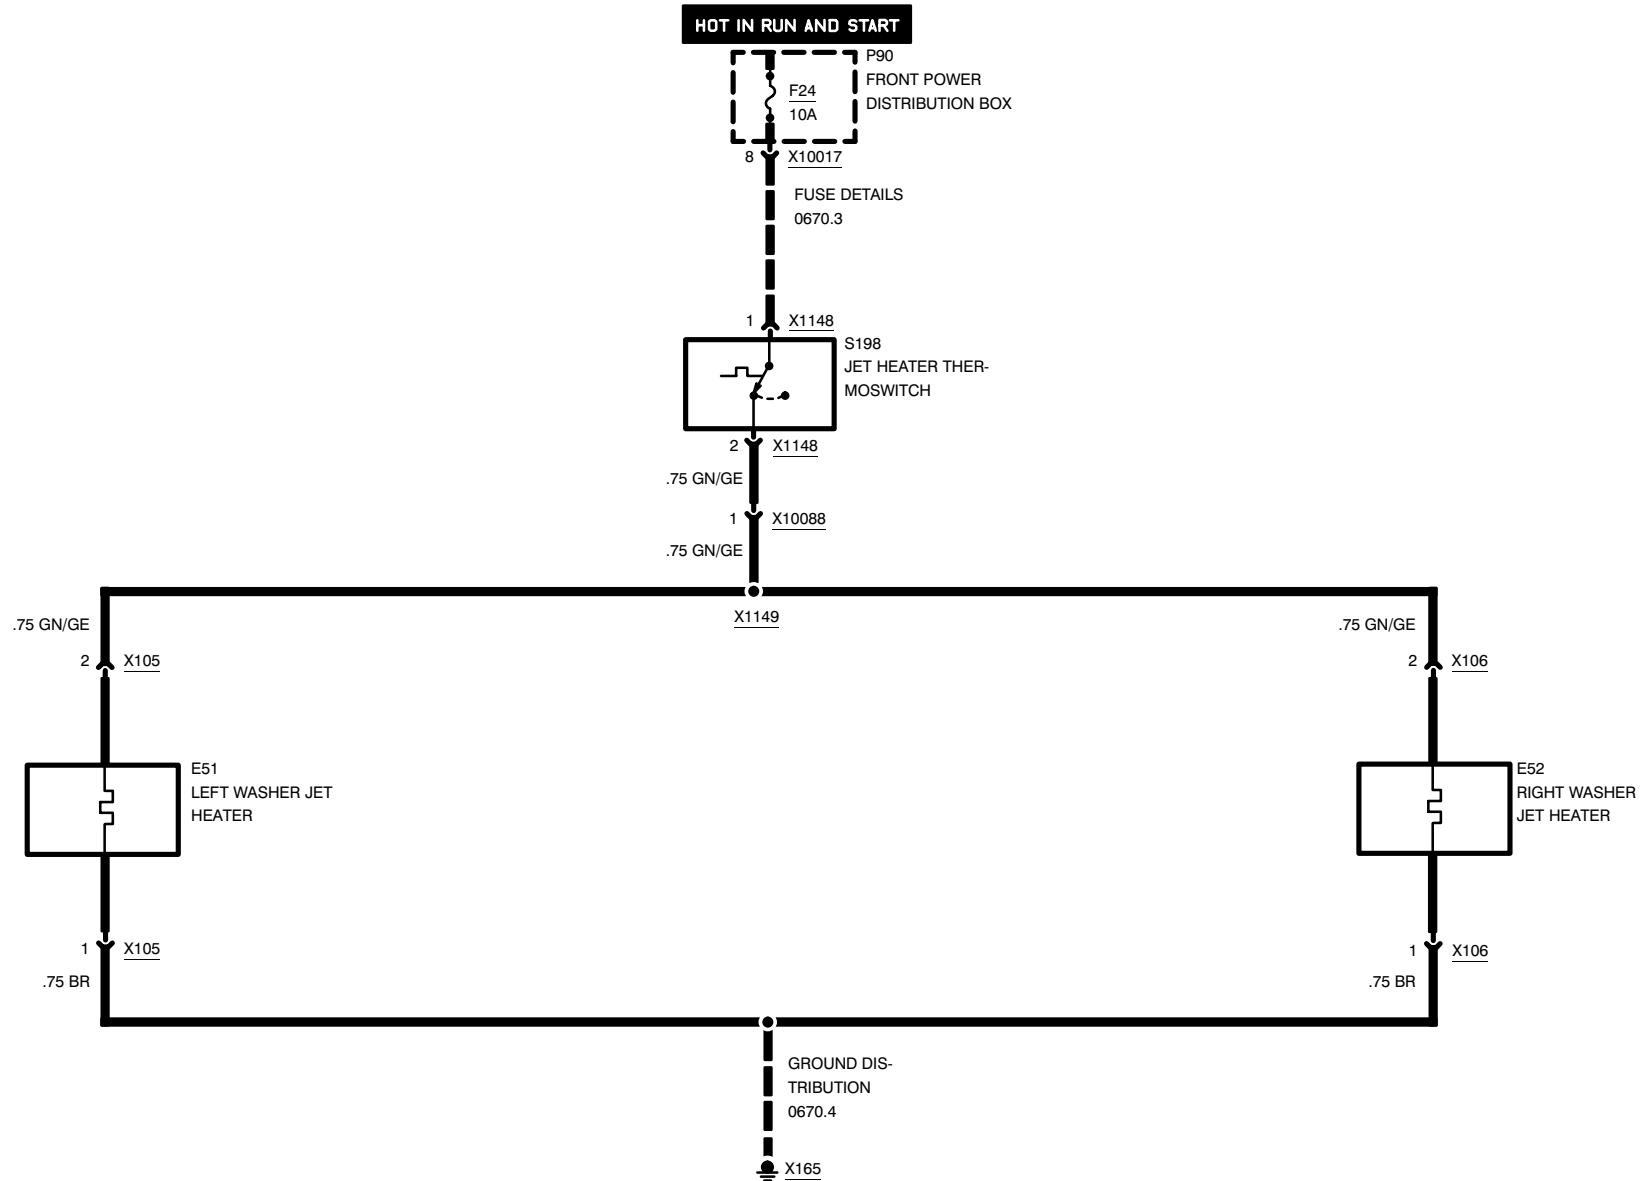 HOT IN RUN AND START
P90
FRONT POWER
DISTRIBUTION BOX
F24
10A
8 X10017
FUSE DETAILS
0670.3
1 X1148
S198
JET HEATER THER-
MOSWITCH
2 X1148
.75 GN/GE
1 X10088
.75 GN/GE
X1149
.75 GN/GE
2 X105
.75 GN/GE
2 X106
E51
LEFT WASHER JET
HEATER
E52
RIGHT WASHER
JET HEATER
1 X105
.75 BR
1 X106
.75 BR
GROUND DIS-
TRIBUTION
0670.4
X165